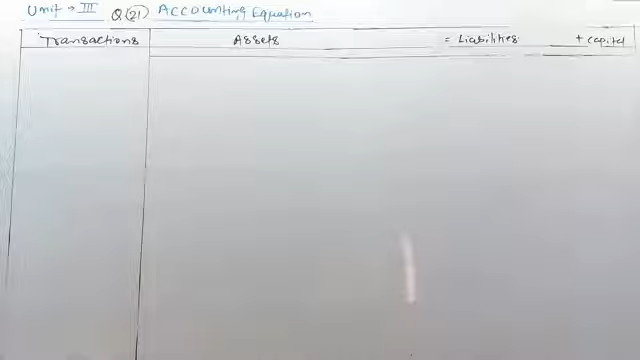 Unit → III Q (21) Accounting Equation
Transactions Assets = Liabilities + Capital